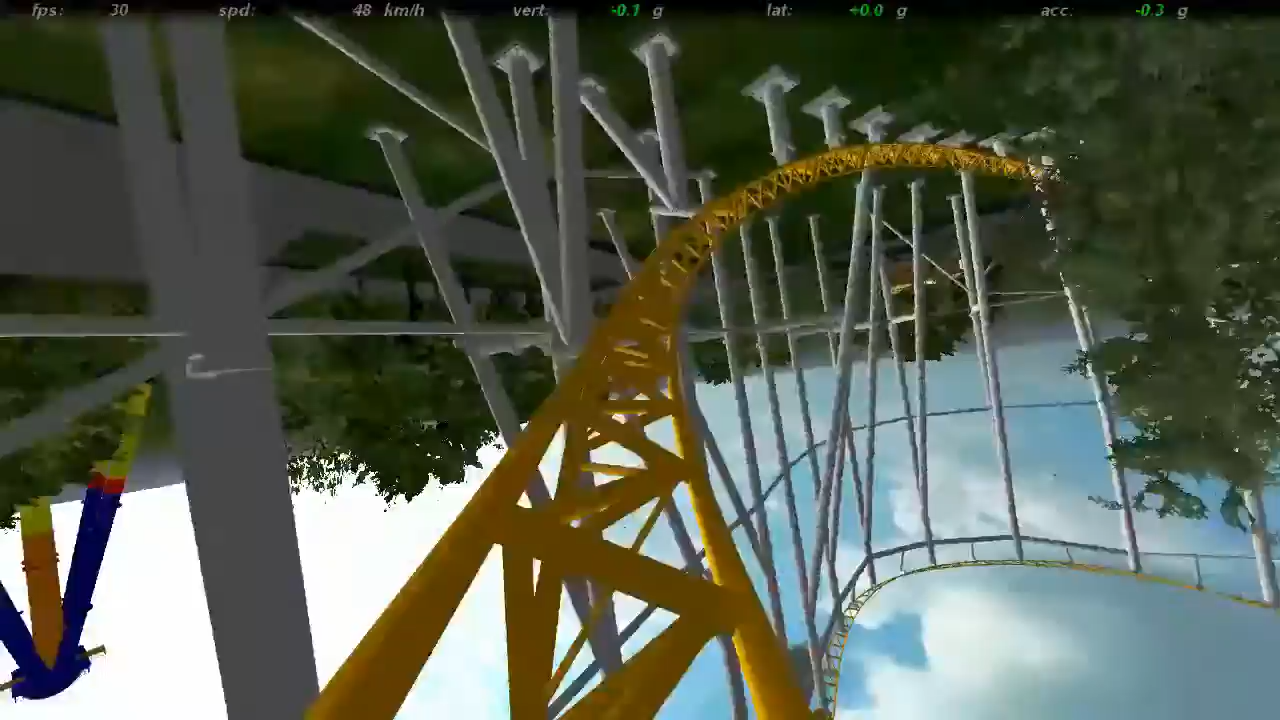 fps: 30 spd: 48 km/h vert: -0.1 g lat: +0.0 g acc: -0.3 g